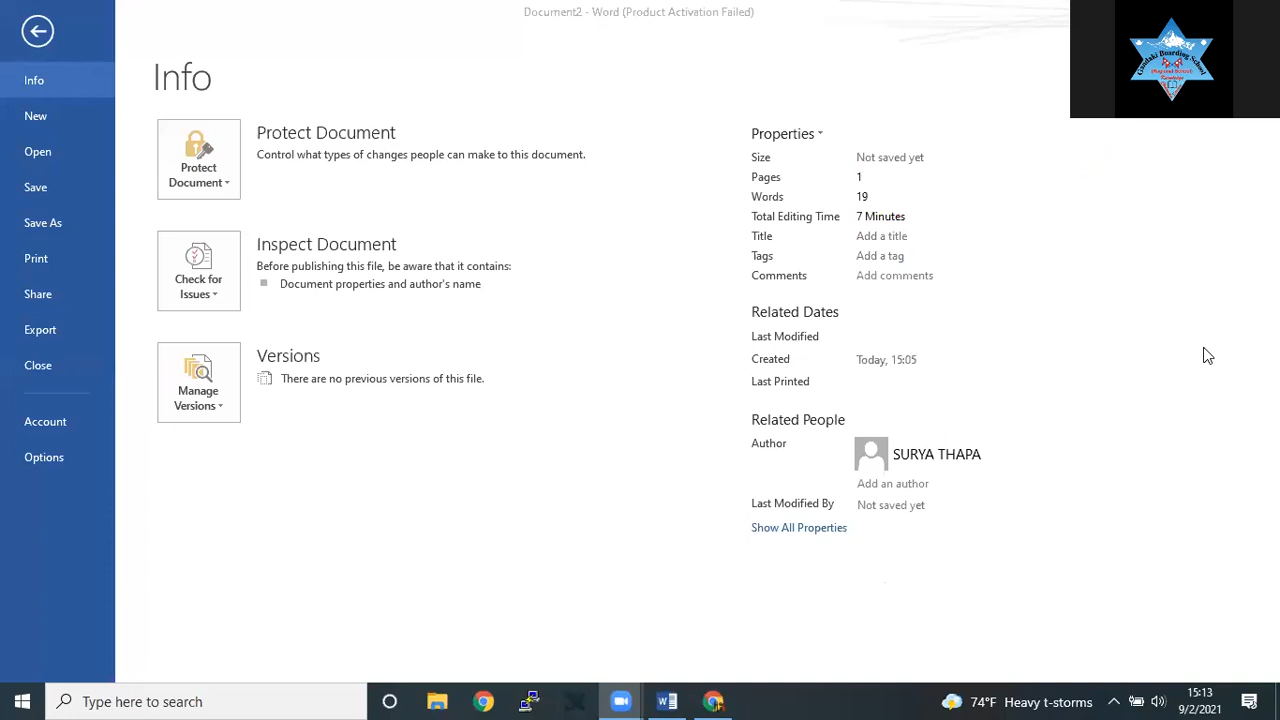 Document2 - Word (Product Activation Failed)
Gandaki Boarding School
Info
Info
New
Open
Save
Save As
Print
Share
Export
Close
Account
Options
Protect Document
Protect Document
Control what types of changes people can make to this document.
Check for Issues
Inspect Document
Before publishing this file, be aware that it contains:
Document properties and author's name
Manage Versions
Versions
There are no previous versions of this file.
Properties
Size Not saved yet
Pages 1
Words 19
Total Editing Time 7 Minutes
Title Add a title
Tags Add a tag
Comments Add comments
Related Dates
Last Modified
Created Today, 15:05
Last Printed
Related People
Author SURYA THAPA
Add an author
Last Modified By Not saved yet
Show All Properties
Type here to search
74°F Heavy t-storms
15:13
9/2/2021